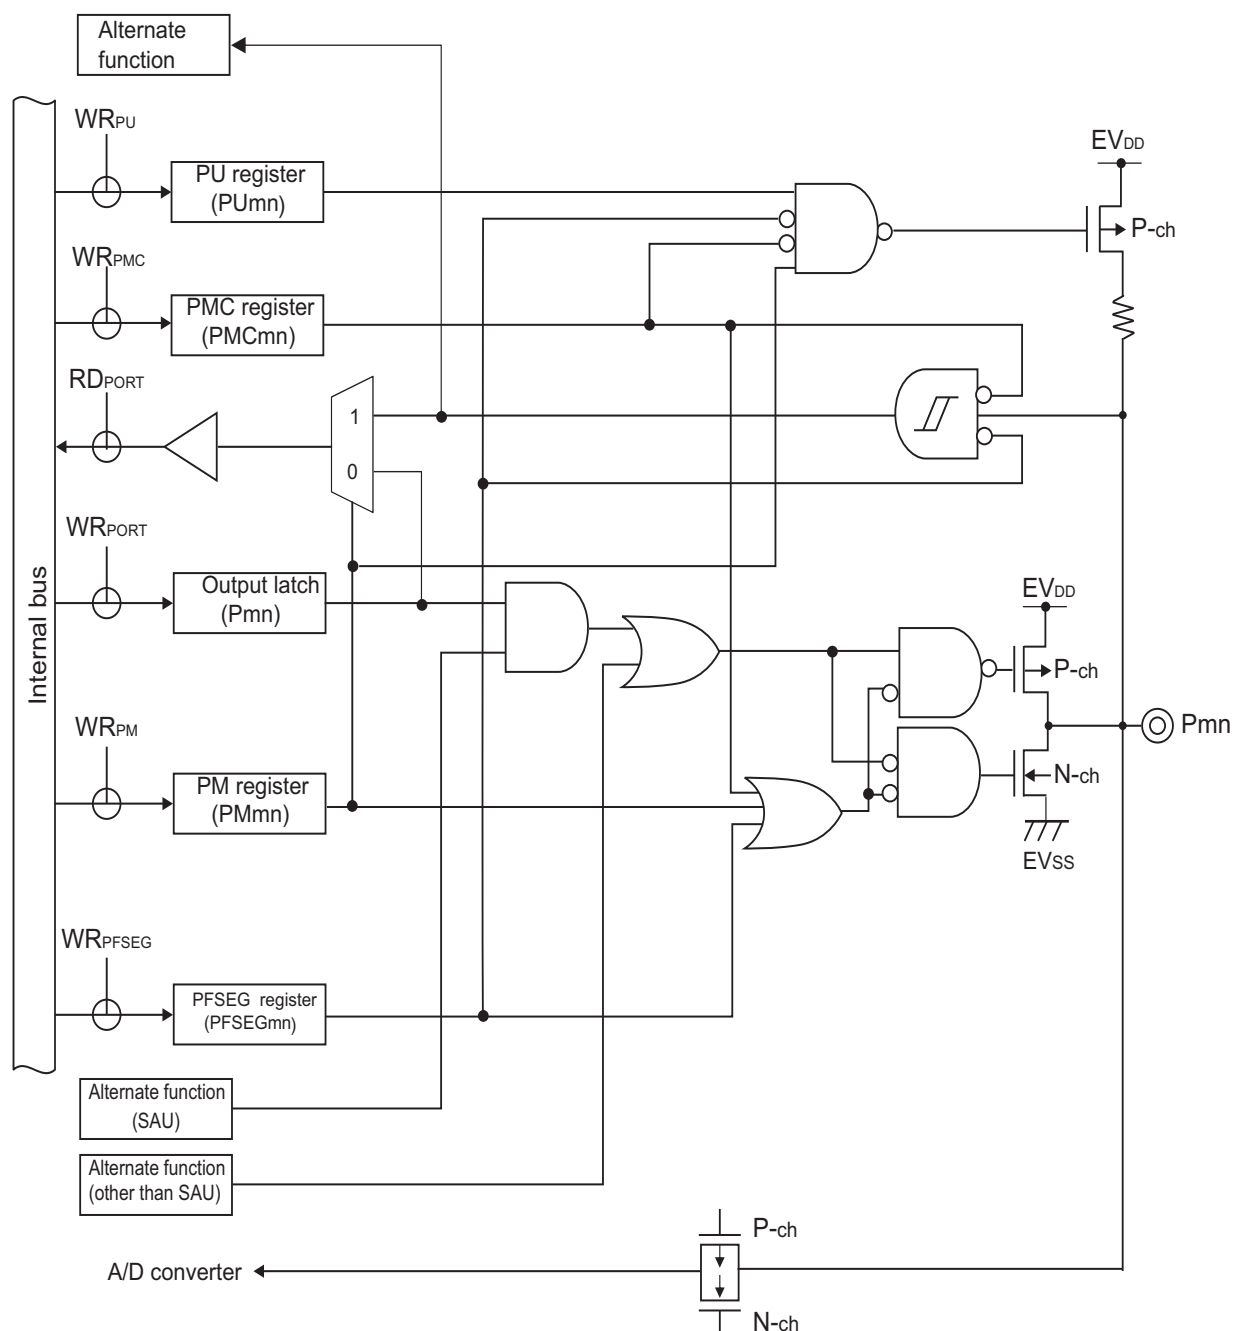 Alternate
function
WRPU
PU register
(PUmn)
EVDD
P-ch
WRPMC
PMC register
(PMCmn)
RDPORT
1
0
WRPORT
Output latch
(Pmn)
Internal bus
EVDD
P-ch
Pmn
WRPM
PM register
(PMmn)
N-ch
EVSS
WRPFSEG
PFSEG register
(PFSEGmn)
Alternate function
(SAU)
Alternate function
(other than SAU)
P-ch
A/D converter
N-ch